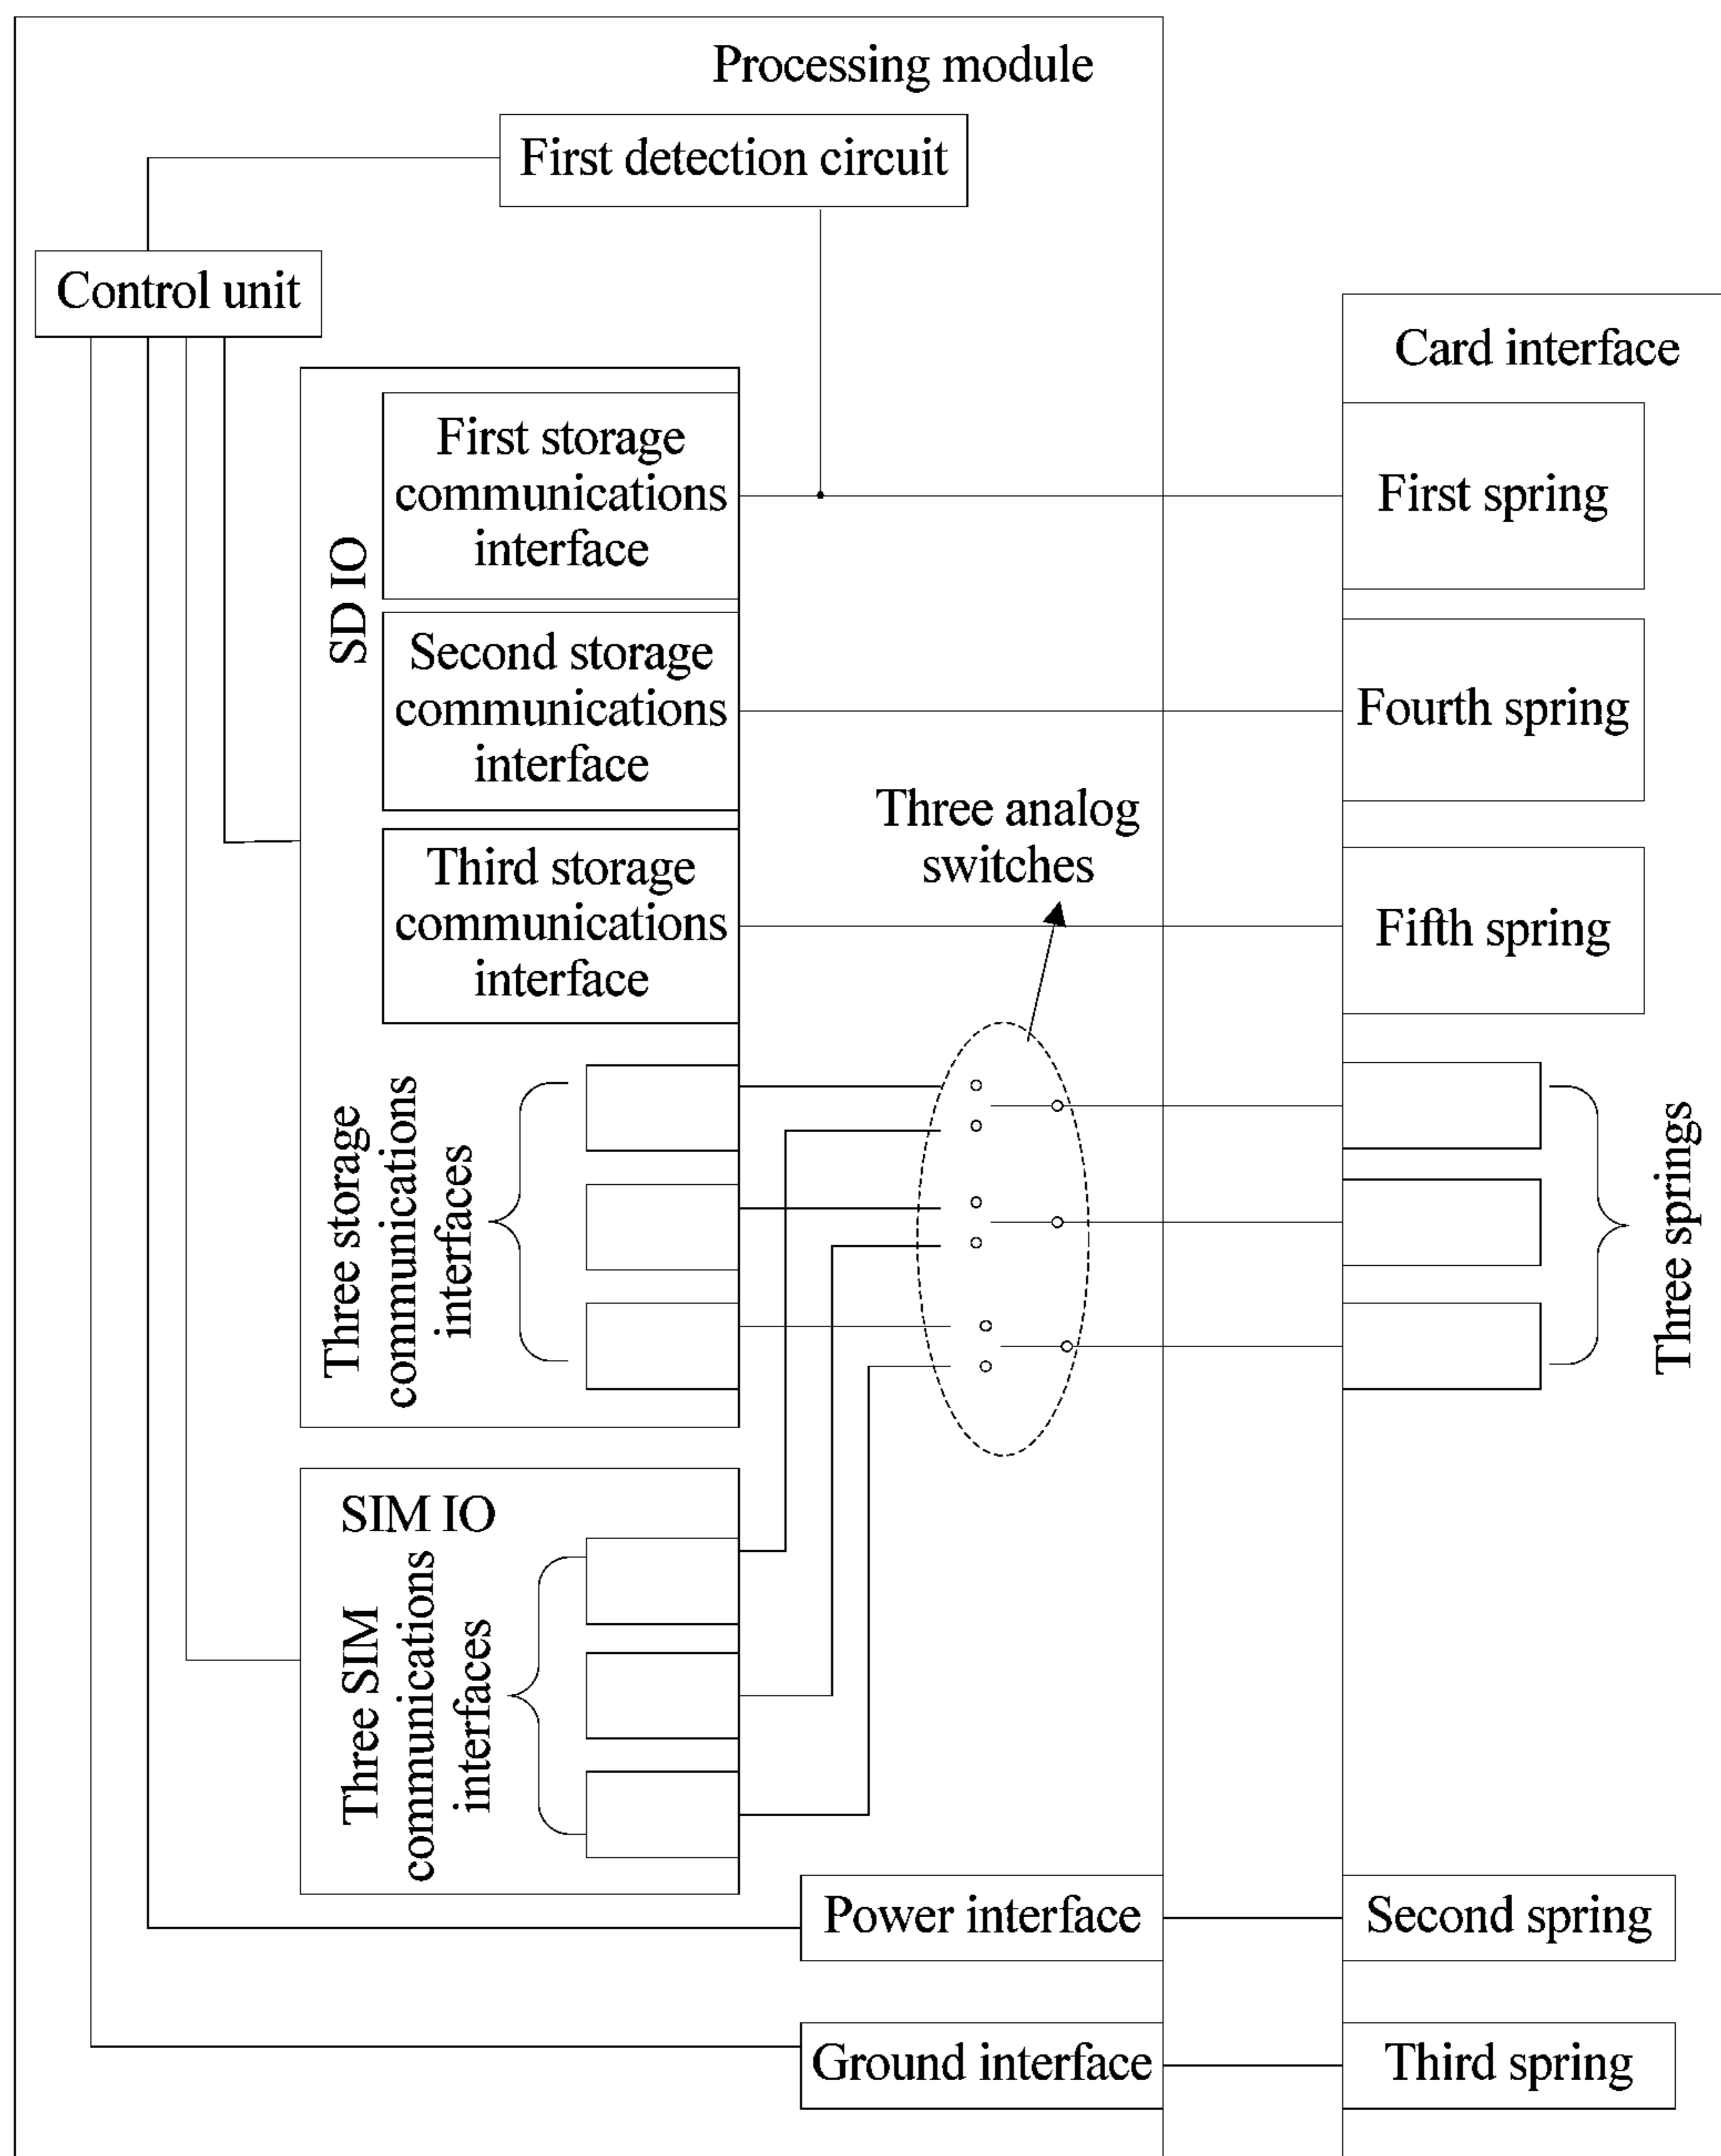 Processing module
First detection circuit
Control unit
Card interface
First storage
communications
interface
First spring
SD IO
Second storage
communications
interface
Fourth spring
Three analog
switches
Third storage
communications
interface
Fifth spring
Three storage
communications
interfaces
Three springs
SIM IO
Three SIM
communications
interfaces
Power interface
Second spring
Ground interface
Third spring